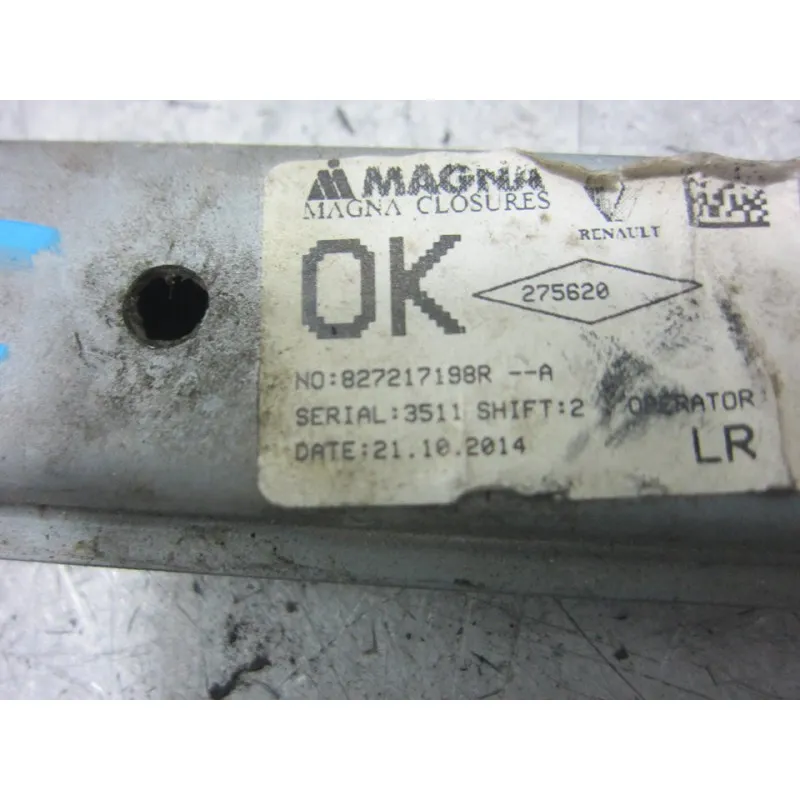 MAGNA
MAGNA CLOSURES
RENAULT
OK
275620
NO:827217198R --A
SERIAL:3511 SHIFT:2 OPERATOR:
DATE:21.10.2014
LR